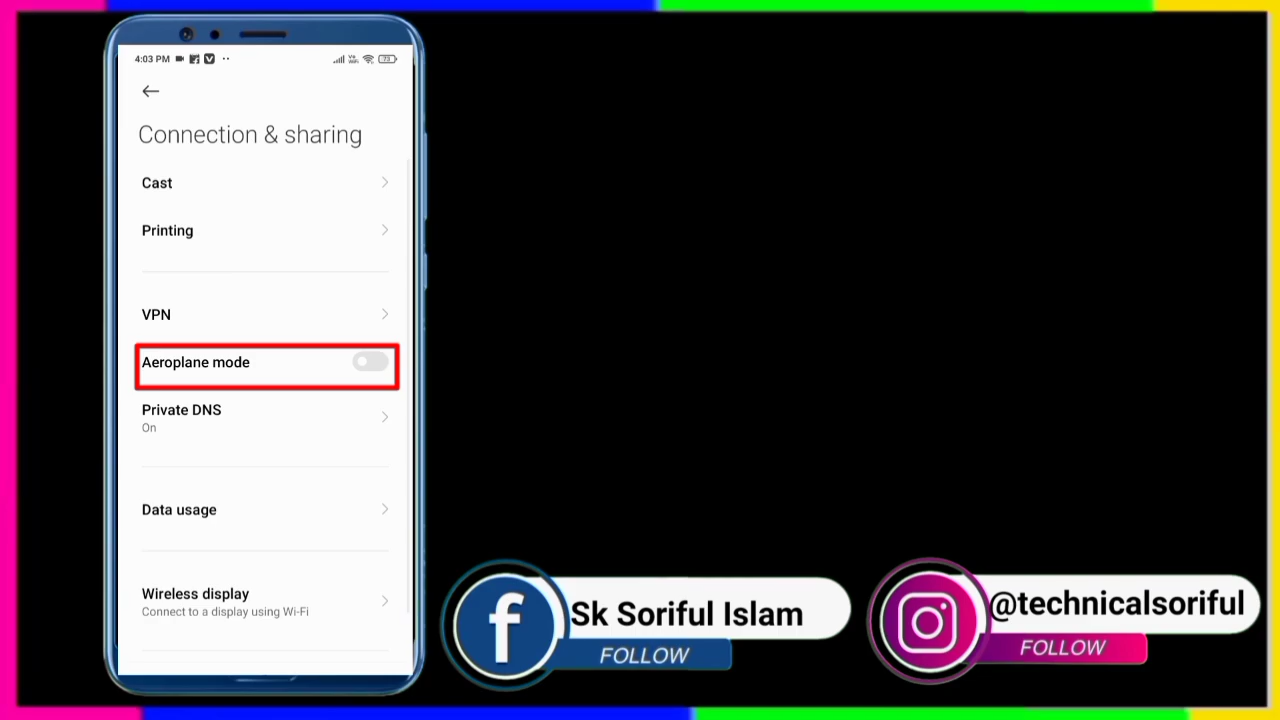 4:03 PM
Connection & sharing
Cast
Printing
VPN
Aeroplane mode
Private DNS
On
Data usage
Wireless display
Connect to a display using Wi-Fi
Sk Soriful Islam
FOLLOW
@technicalsoriful
FOLLOW